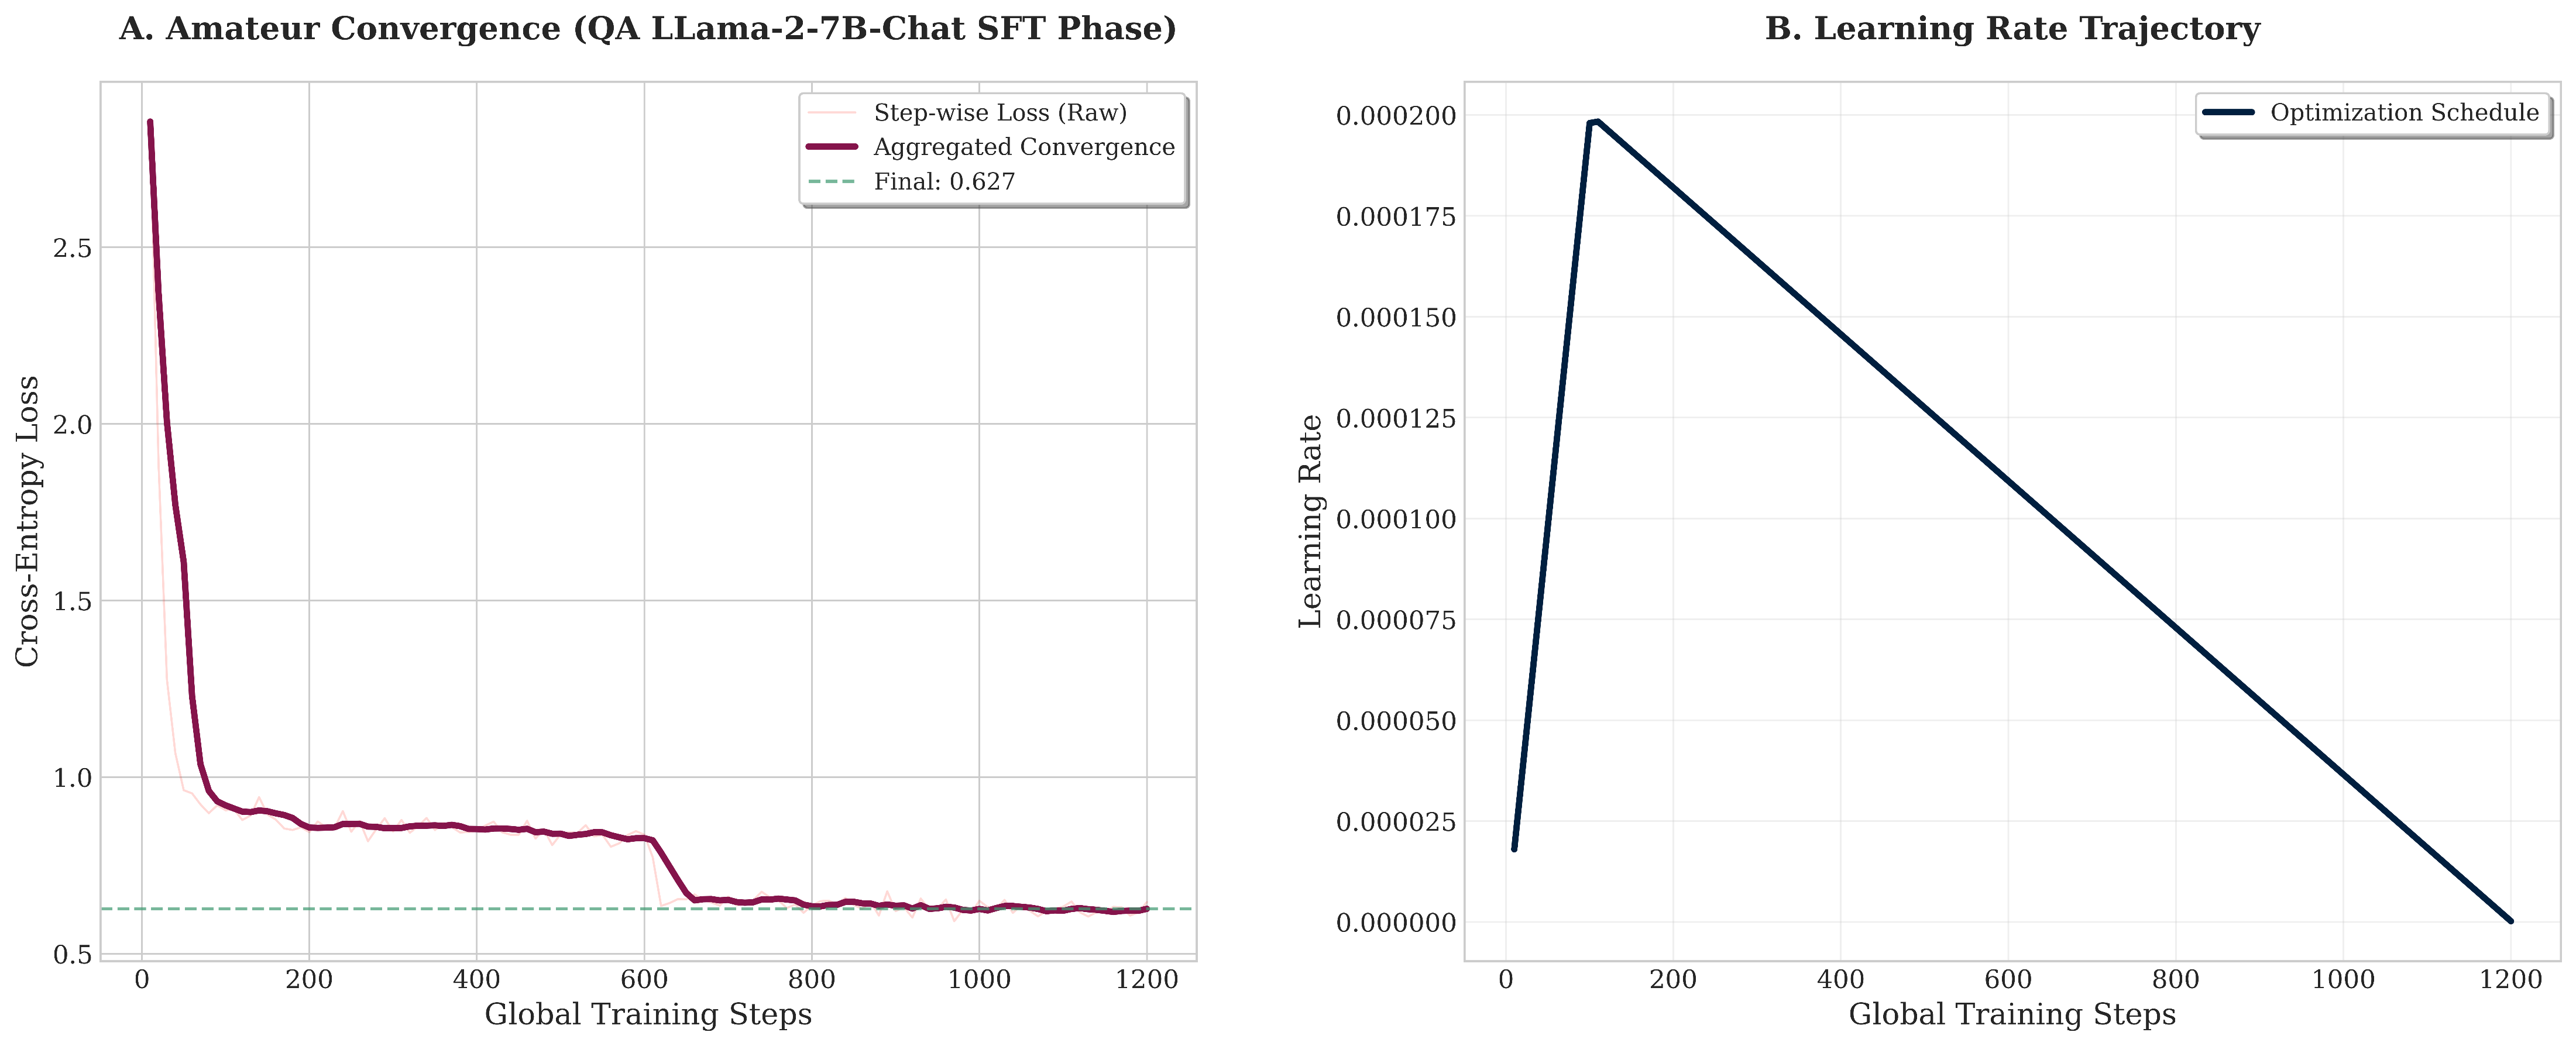 A. Amateur Convergence (QA LLama-2-7B-Chat SFT Phase)
Step-wise Loss (Raw)
Aggregated Convergence
Final: 0.627
Cross-Entropy Loss
2.5
2.0
1.5
1.0
0.5
0 200 400 600 800 1000 1200
Global Training Steps
B. Learning Rate Trajectory
Optimization Schedule
Learning Rate
0.000200
0.000175
0.000150
0.000125
0.000100
0.000075
0.000050
0.000025
0.000000
0 200 400 600 800 1000 1200
Global Training Steps